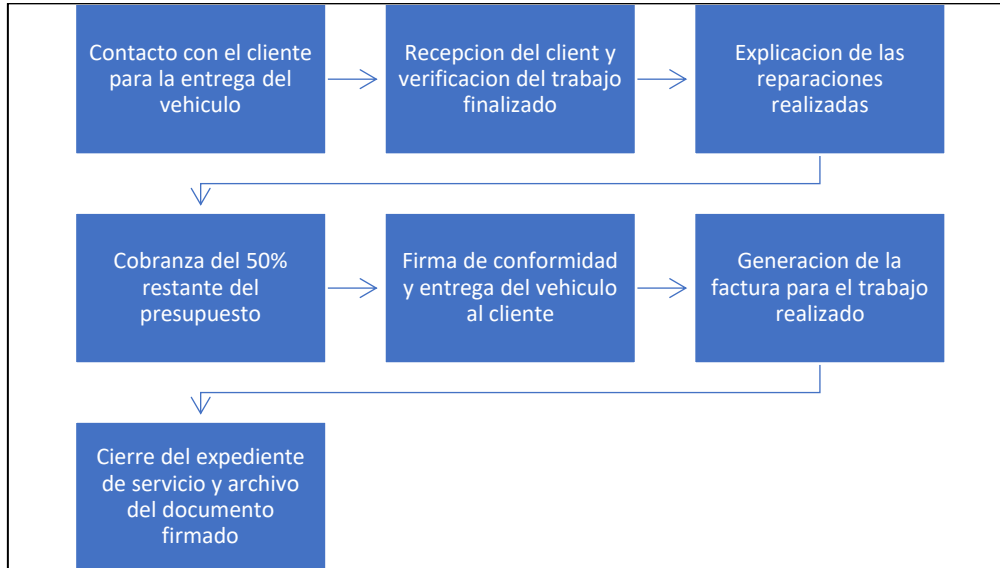 Contacto con el cliente
para la entrega del
vehiculo
Recepcion del client y
verificacion del trabajo
finalizado
Explicacion de las
reparaciones
realizadas
Cobranza del 50%
restante del
presupuesto
Firma de conformidad
y entrega del vehiculo
al cliente
Generacion de la
factura para el trabajo
realizado
Cierre del expediente
de servicio y archivo
del documento
firmado